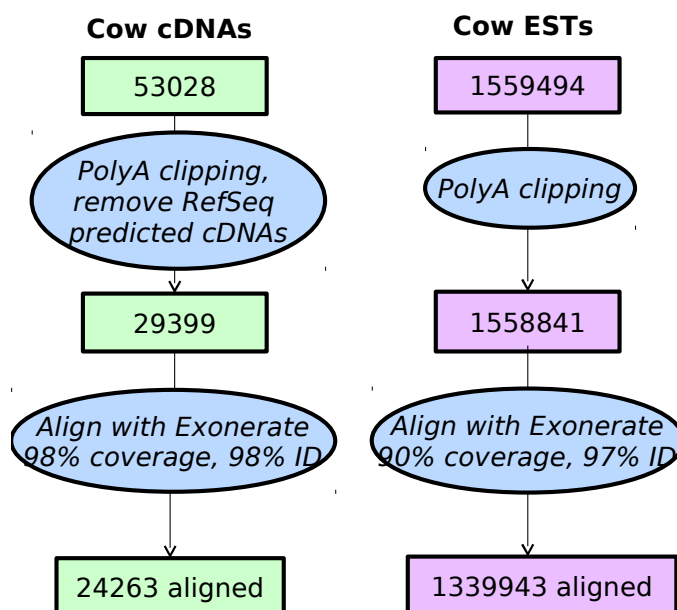 Cow cDNAs
53028
PolyA clipping,
remove RefSeq
predicted cDNAs
29399
Align with Exonerate
98% coverage, 98% ID
24263 aligned
Cow ESTs
1559494
PolyA clipping
1558841
Align with Exonerate
90% coverage, 97% ID
1339943 aligned